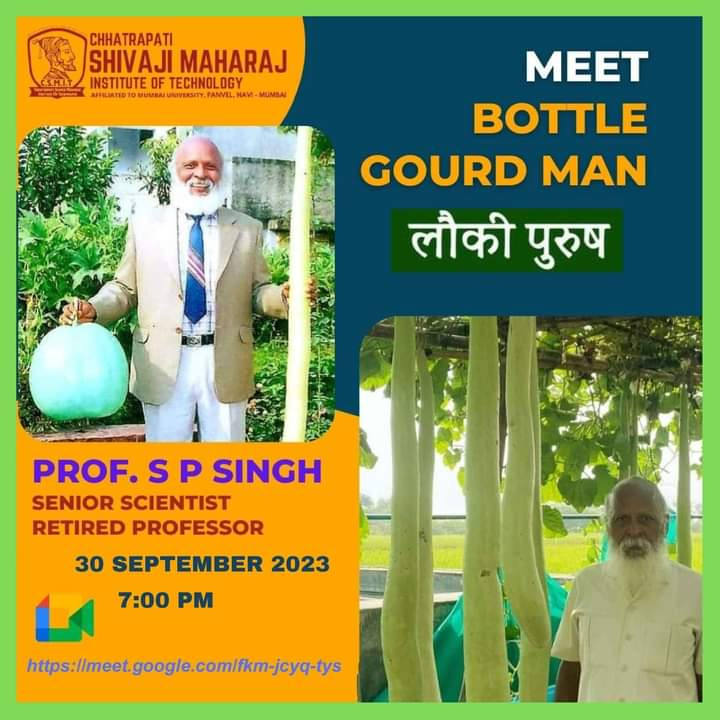 CHHATRAPATI
SHIVAJI MAHARAJ
INSTITUTE OF TECHNOLOGY
AFFILIATED TO MUMBAI UNIVERSITY, PANVEL, NAVI - MUMBAI
C.S.M.I.T
MEET
BOTTLE
GOURD MAN
लौकी पुरुष
PROF. S P SINGH
SENIOR SCIENTIST
RETIRED PROFESSOR
30 SEPTEMBER 2023
7:00 PM
https://meet.google.com/fkm-jcyq-tys